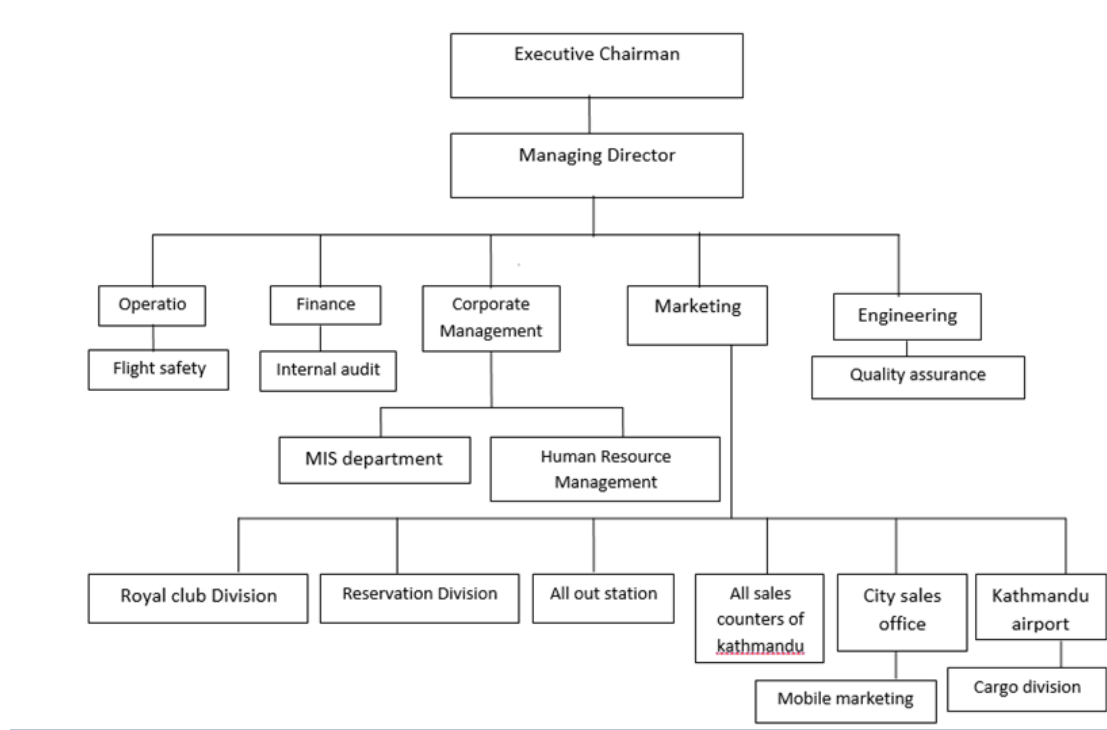 Executive Chairman
Managing Director
Operatio
Finance
Corporate
Management
Marketing
Engineering
Flight safety
Internal audit
Quality assurance
MIS department
Human Resource
Management
Royal club Division
Reservation Division
All out station
All sales
counters of
kathmandu
City sales
office
Kathmandu
airport
Mobile marketing
Cargo division